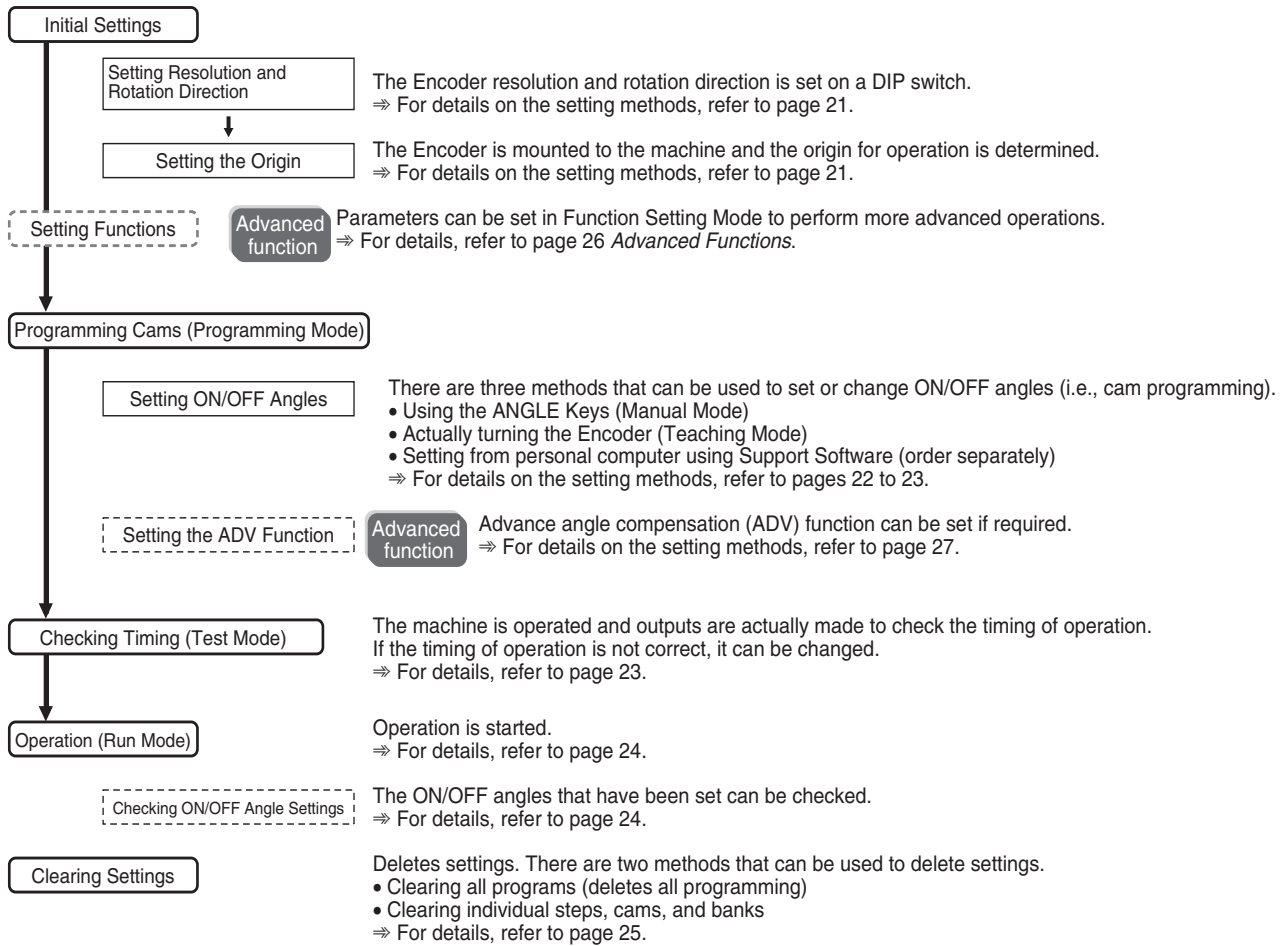 Initial Settings
Setting Resolution and
Rotation Direction
The Encoder resolution and rotation direction is set on a DIP switch.
⇒ For details on the setting methods, refer to page 21.
Setting the Origin
The Encoder is mounted to the machine and the origin for operation is determined.
⇒ For details on the setting methods, refer to page 21.
Setting Functions
Advanced
function
Parameters can be set in Function Setting Mode to perform more advanced operations.
⇒ For details, refer to page 26 Advanced Functions.
Programming Cams (Programming Mode)
Setting ON/OFF Angles
There are three methods that can be used to set or change ON/OFF angles (i.e., cam programming).
• Using the ANGLE Keys (Manual Mode)
• Actually turning the Encoder (Teaching Mode)
• Setting from personal computer using Support Software (order separately)
⇒ For details on the setting methods, refer to pages 22 to 23.
Setting the ADV Function
Advanced
function
Advance angle compensation (ADV) function can be set if required.
⇒ For details on the setting methods, refer to page 27.
Checking Timing (Test Mode)
The machine is operated and outputs are actually made to check the timing of operation.
If the timing of operation is not correct, it can be changed.
⇒ For details, refer to page 23.
Operation (Run Mode)
Operation is started.
⇒ For details, refer to page 24.
Checking ON/OFF Angle Settings
The ON/OFF angles that have been set can be checked.
⇒ For details, refer to page 24.
Clearing Settings
Deletes settings. There are two methods that can be used to delete settings.
• Clearing all programs (deletes all programming)
• Clearing individual steps, cams, and banks
⇒ For details, refer to page 25.